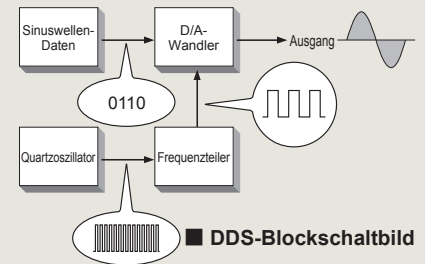 Sinuswellen-
Daten
D/A-
Wandler
Ausgang
0110
Quartzoszillator
Frequenzteiler
■ DDS-Blockschaltbild